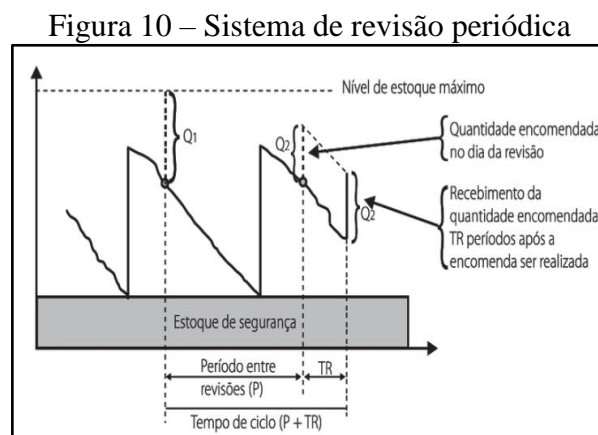 Figura 10 – Sistema de revisão periódica
Nível de estoque máximo
Q1
Q2
Quantidade encomendada
no dia da revisão
Q2
Recebimento da
quantidade encomendada
TR períodos após a
encomenda ser realizada
Estoque de segurança
Período entre
revisões (P)
TR
Tempo de ciclo (P + TR)